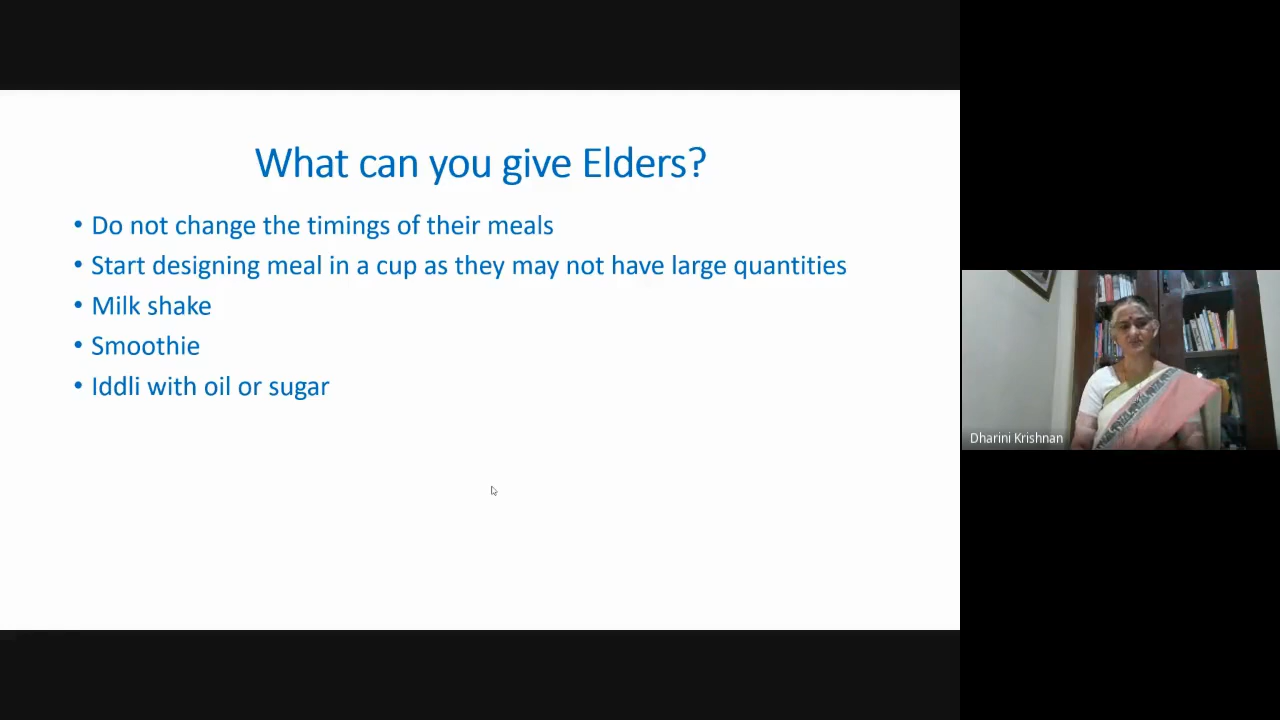 What can you give Elders?
• Do not change the timings of their meals
• Start designing meal in a cup as they may not have large quantities
• Milk shake
• Smoothie
• Iddli with oil or sugar
Dharini Krishnan